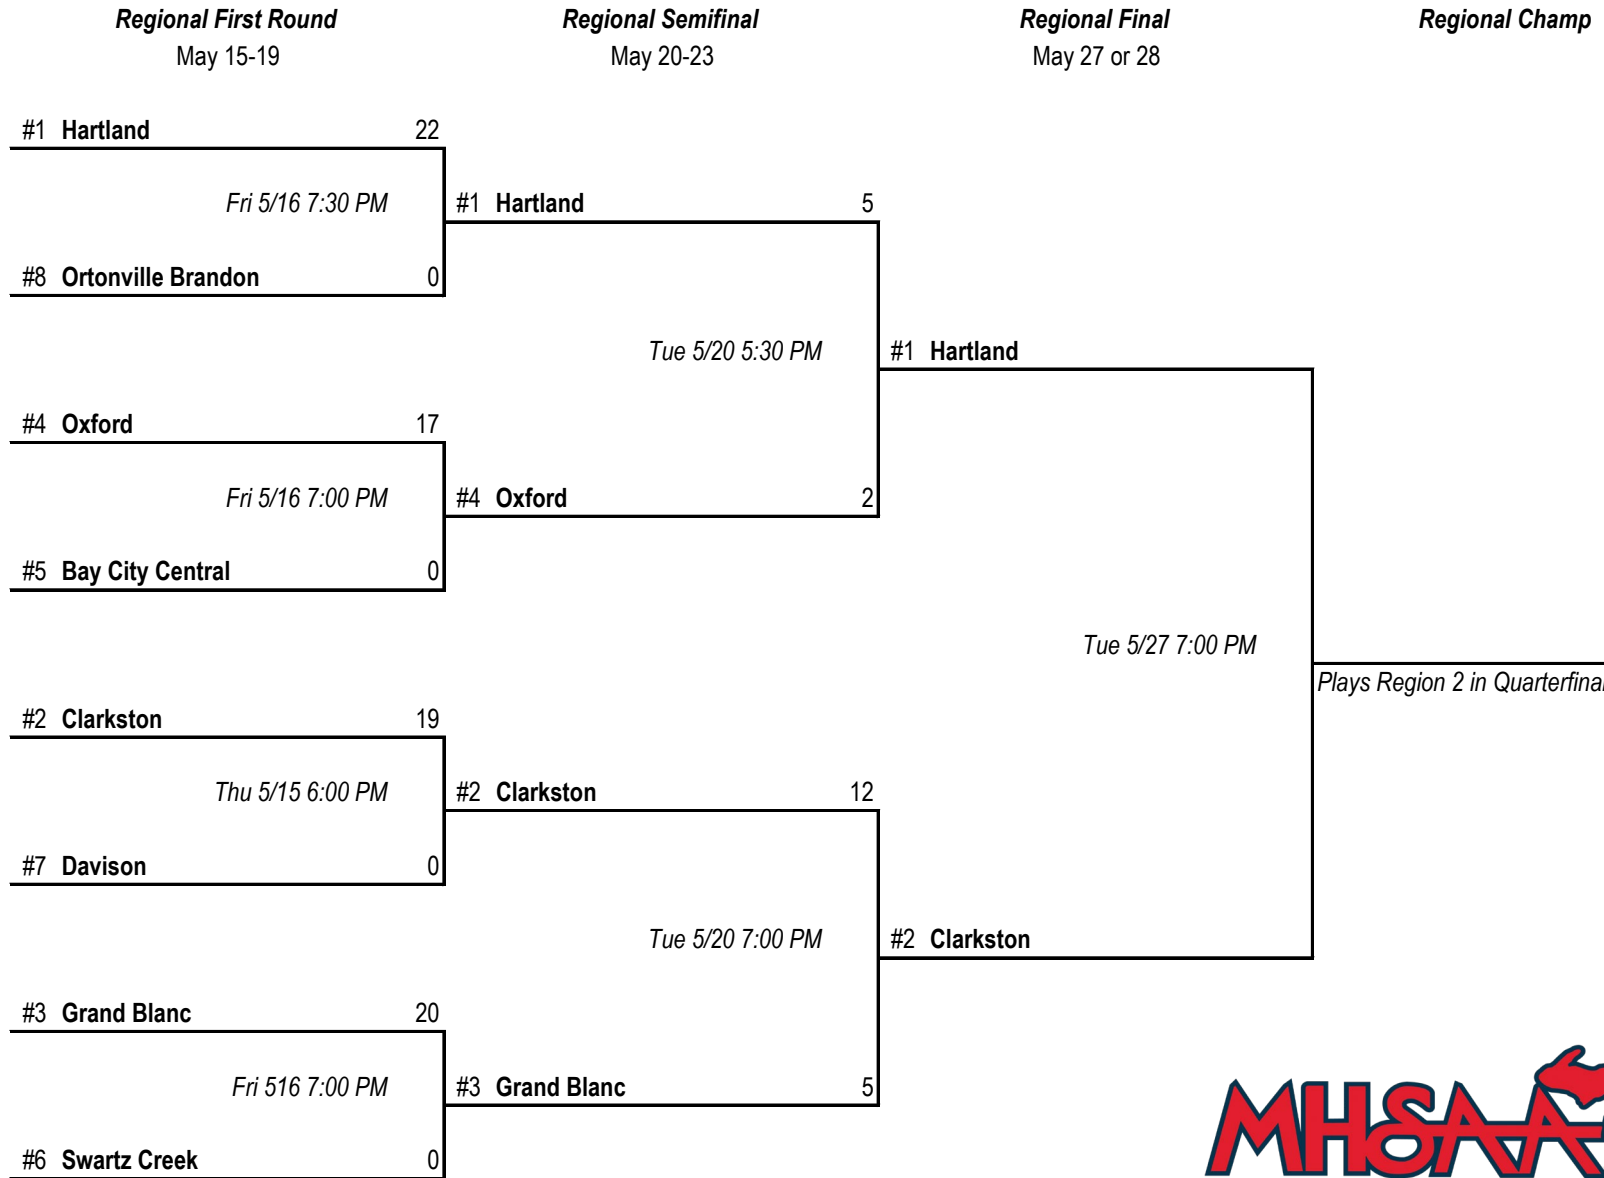 Regional First Round Regional Semifinal Regional Final Regional Champ
May 15-19 May 20-23 May 27 or 28
#1 Hartland 22
Fri 5/16 7:30 PM
#1 Hartland 5
#8 Ortonville Brandon 0
Tue 5/20 5:30 PM
#1 Hartland
#4 Oxford 17
Fri 5/16 7:00 PM
#4 Oxford 2
#5 Bay City Central 0
Tue 5/27 7:00 PM
Plays Region 2 in Quarterfinal
#2 Clarkston 19
Thu 5/15 6:00 PM
#2 Clarkston 12
#7 Davison 0
Tue 5/20 7:00 PM
#2 Clarkston
#3 Grand Blanc 20
Fri 516 7:00 PM
#3 Grand Blanc 5
#6 Swartz Creek 0
MHSAA